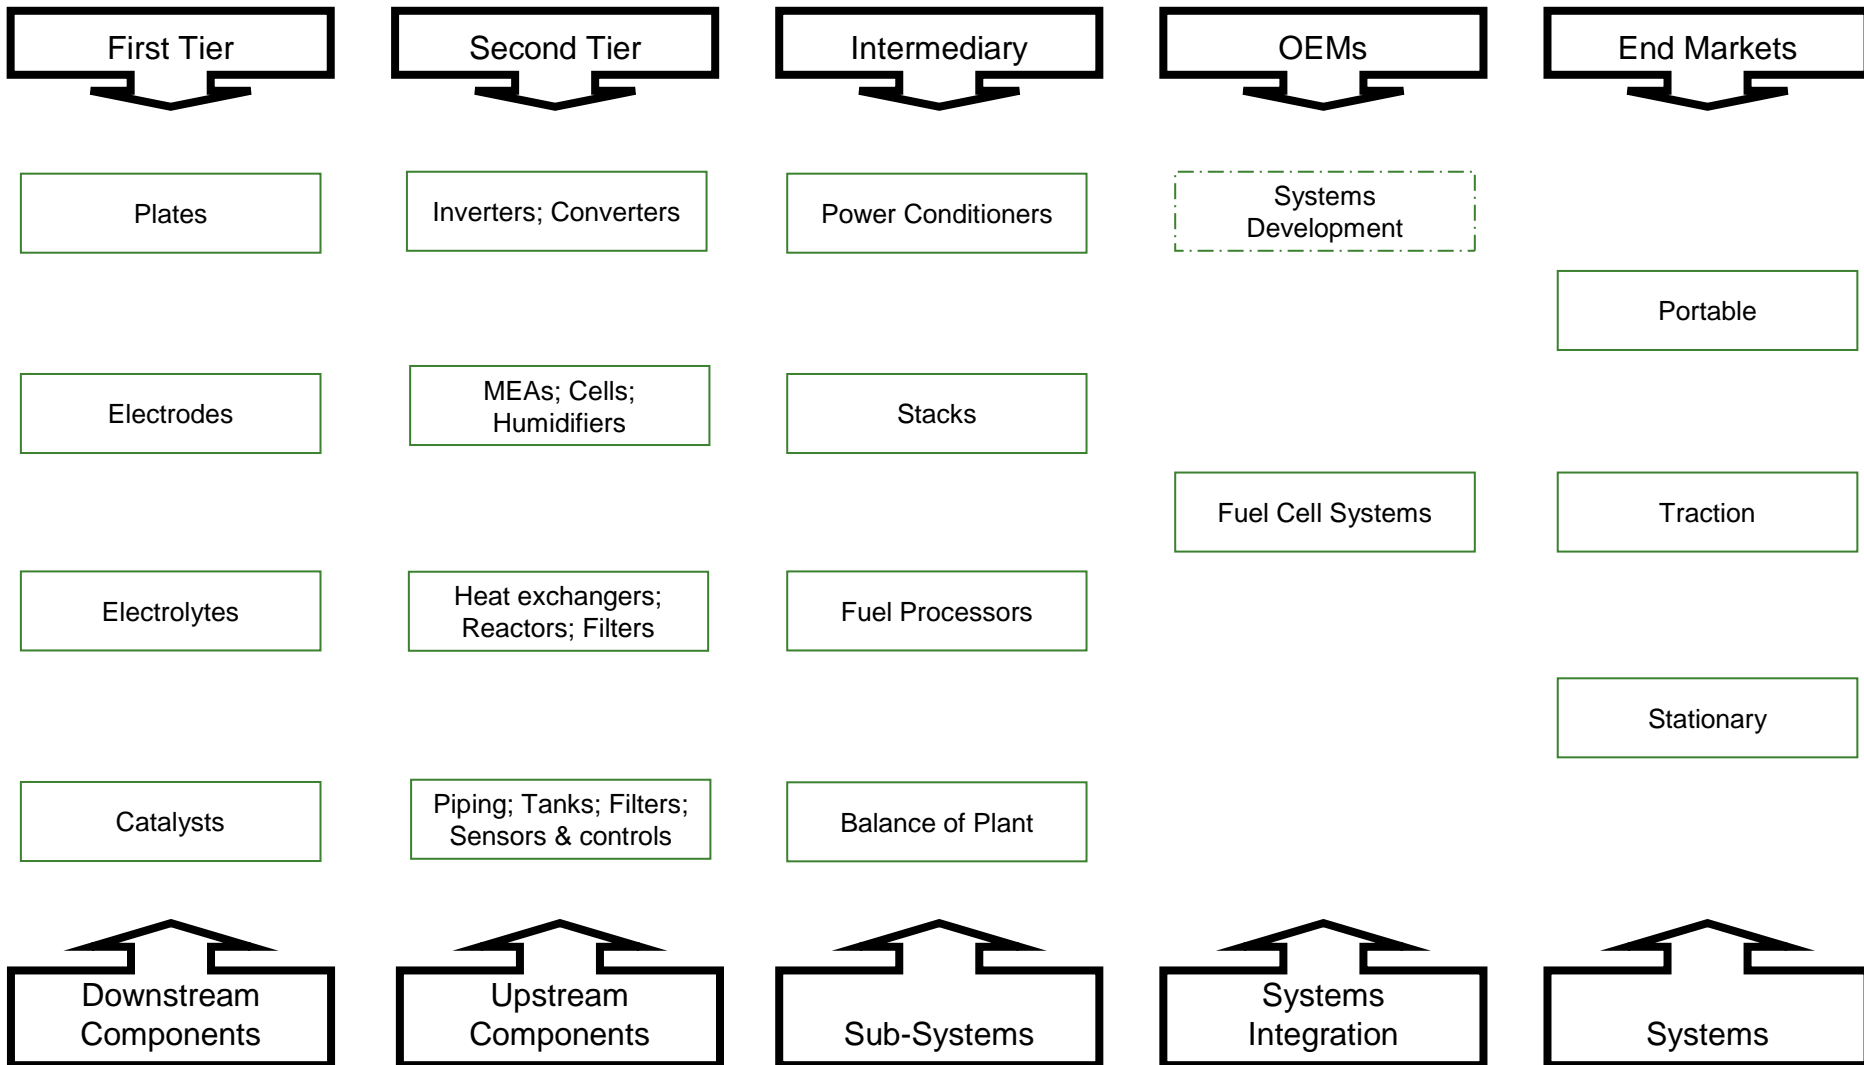 First Tier
Second Tier
Intermediary
OEMs
End Markets
Plates
Inverters; Converters
Power Conditioners
Systems
Development
Portable
Electrodes
MEAs; Cells;
Humidifiers
Stacks
Fuel Cell Systems
Traction
Electrolytes
Heat exchangers;
Reactors; Filters
Fuel Processors
Stationary
Catalysts
Piping; Tanks; Filters;
Sensors & controls
Balance of Plant
Downstream
Components
Upstream
Components
Sub-Systems
Systems
Integration
Systems